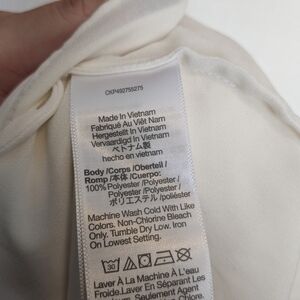 CKP492755275
Made In Vietnam
Fabriqué Au Viêt Nam
Hergestellt In Vietnam
Vervaardigd In Vietnam
ベトナム製
hecho en vietnam
Body /Corps /Oberteil /
Romp /本体 /Cuerpo:
100% Polyester /Polyester /
Polyester /Polyester /
ポリエステル /poliéster
Machine Wash Cold With Like
Colors. Non-Chlorine Bleach
Only. Tumble Dry Low. Iron
On Lowest Setting.
30
Laver À La Machine À L'eau
Froide. Laver En Séparant Les